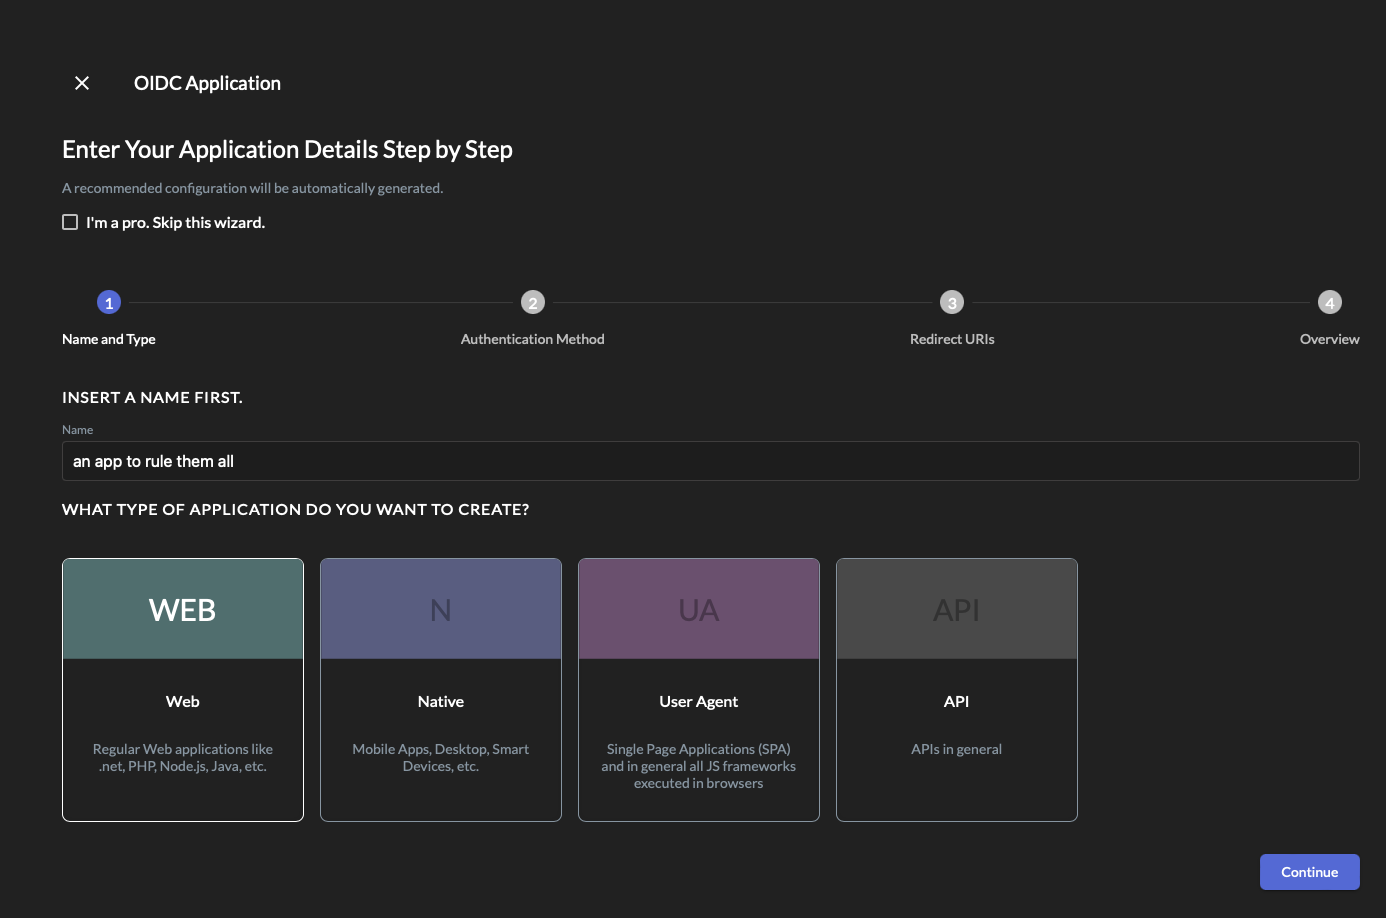 OIDC Application
Enter Your Application Details Step by Step
A recommended configuration will be automatically generated.
I'm a pro. Skip this wizard.
1
2
3
4
Name and Type
Authentication Method
Redirect URIs
Overview
INSERT A NAME FIRST.
Name
an app to rule them all
WHAT TYPE OF APPLICATION DO YOU WANT TO CREATE?
WEB
Web
Regular Web applications like
.net, PHP, Node.js, Java, etc.
N
Native
Mobile Apps, Desktop, Smart
Devices, etc.
UA
User Agent
Single Page Applications (SPA)
and in general all JS frameworks
executed in browsers
API
API
APIs in general
Continue